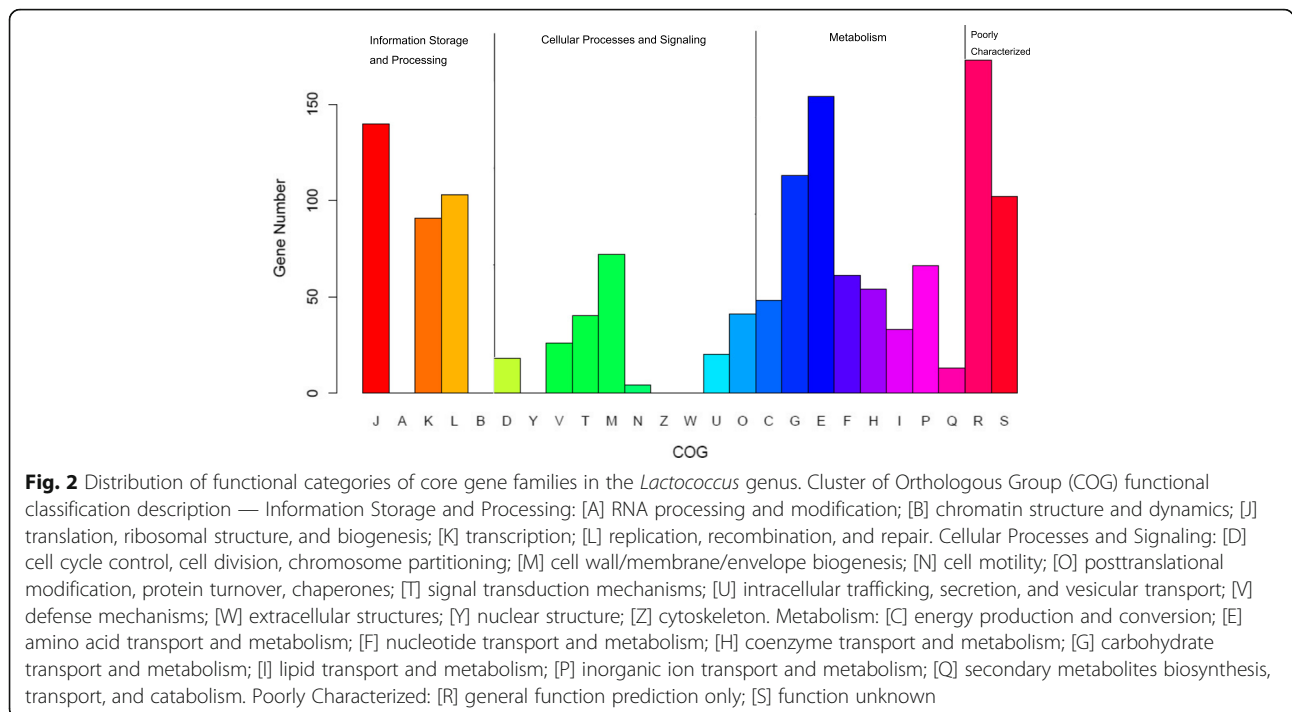 Information Storage
and Processing
Cellular Processes and Signaling
Metabolism
Poorly
Characterized
Gene Number
150
100
50
0
J A K L B D Y V T M N Z W U O C G E F H I P Q R S
COG
Fig. 2 Distribution of functional categories of core gene families in the Lactococcus genus. Cluster of Orthologous Group (COG) functional
classification description — Information Storage and Processing: [A] RNA processing and modification; [B] chromatin structure and dynamics; [J]
translation, ribosomal structure, and biogenesis; [K] transcription; [L] replication, recombination, and repair. Cellular Processes and Signaling: [D]
cell cycle control, cell division, chromosome partitioning; [M] cell wall/membrane/envelope biogenesis; [N] cell motility; [O] posttranslational
modification, protein turnover, chaperones; [T] signal transduction mechanisms; [U] intracellular trafficking, secretion, and vesicular transport; [V]
defense mechanisms; [W] extracellular structures; [Y] nuclear structure; [Z] cytoskeleton. Metabolism: [C] energy production and conversion; [E]
amino acid transport and metabolism; [F] nucleotide transport and metabolism; [H] coenzyme transport and metabolism; [G] carbohydrate
transport and metabolism; [I] lipid transport and metabolism; [P] inorganic ion transport and metabolism; [Q] secondary metabolites biosynthesis,
transport, and catabolism. Poorly Characterized: [R] general function prediction only; [S] function unknown